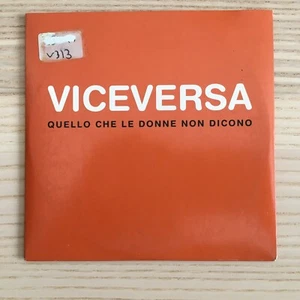 V313
VICEVERSA
QUELLO CHE LE DONNE NON DICONO